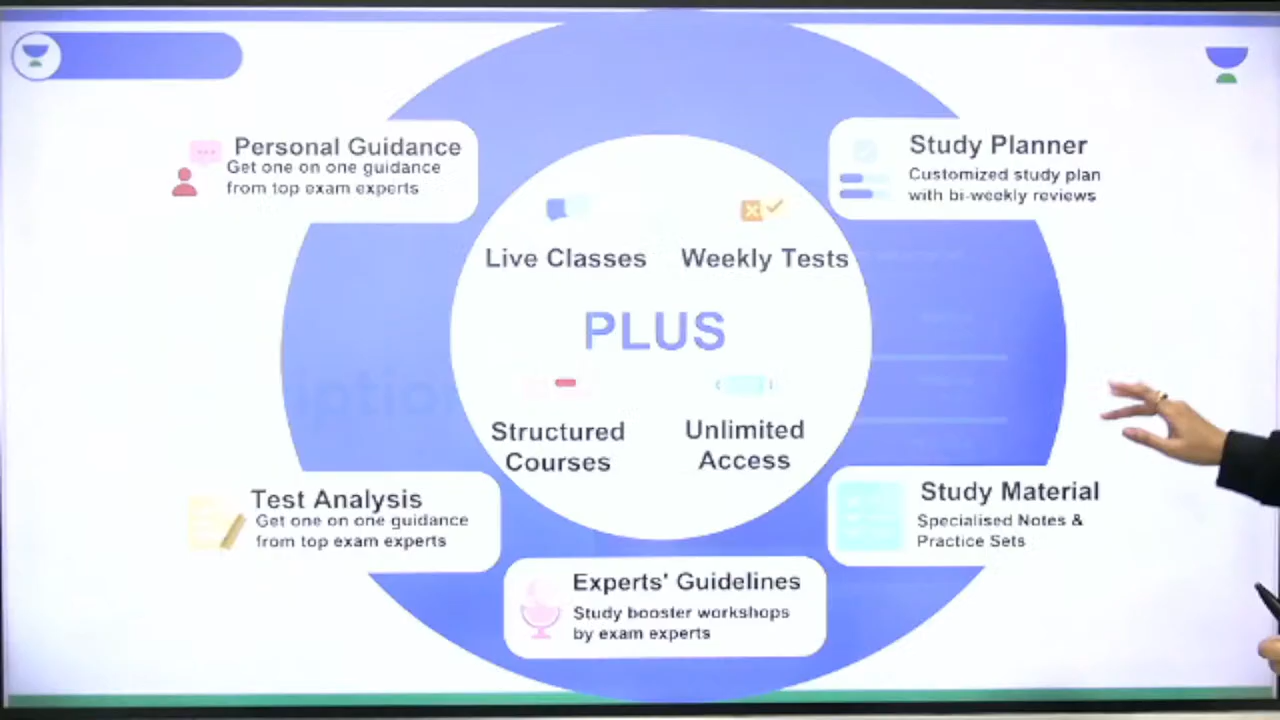 Personal Guidance
Get one on one guidance
from top exam experts
Study Planner
Customized study plan
with bi-weekly reviews
Live Classes
Weekly Tests
PLUS
Structured
Courses
Unlimited
Access
Test Analysis
Get one on one guidance
from top exam experts
Study Material
Specialised Notes &
Practice Sets
Experts' Guidelines
Study booster workshops
by exam experts